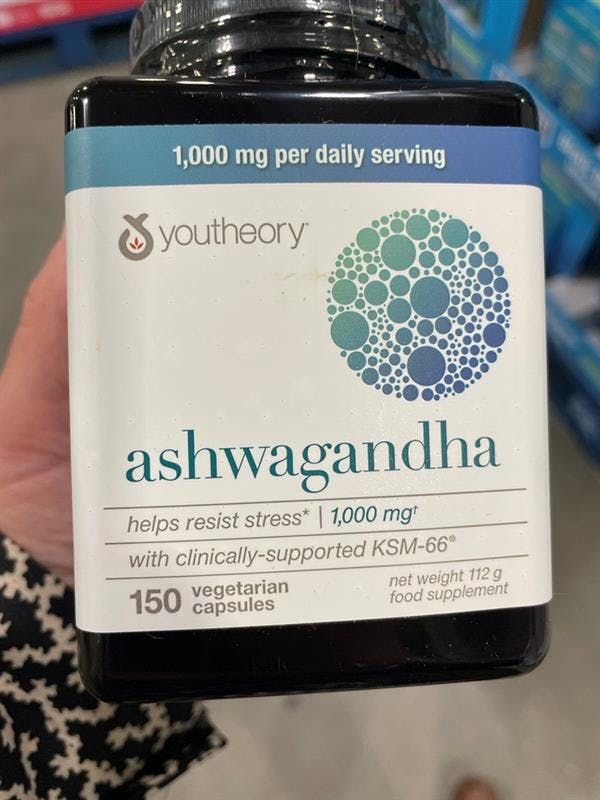 1,000 mg per daily serving
youtheory™
ashwagandha
helps resist stress* | 1,000 mg†
with clinically-supported KSM-66®
150 vegetarian capsules
net weight 112 g
food supplement